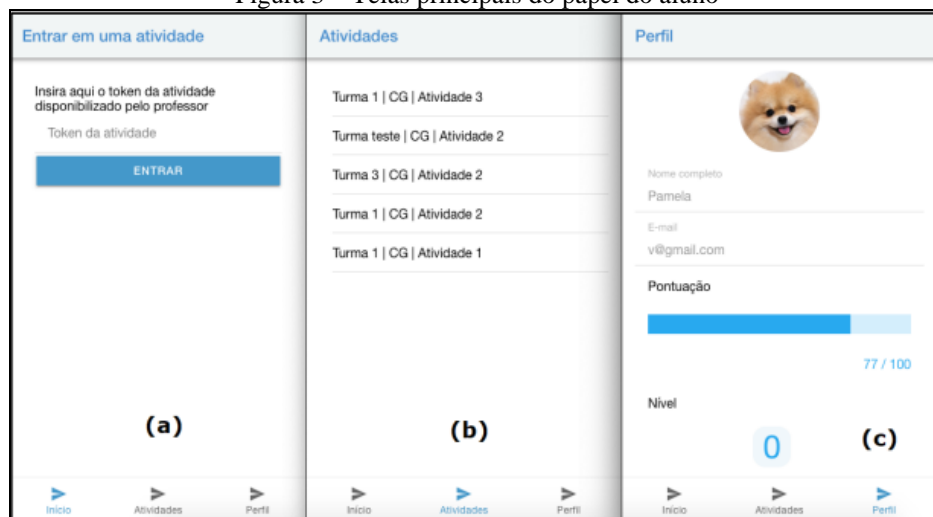 Figura 3 – Telas principais do papel do aluno
Entrar em uma atividade
Insira aqui o token da atividade
disponibilizado pelo professor
Token da atividade
ENTRAR
(a)
Início
Atividades
Perfil
Atividades
Turma 1 | CG | Atividade 3
Turma teste | CG | Atividade 2
Turma 3 | CG | Atividade 2
Turma 1 | CG | Atividade 2
Turma 1 | CG | Atividade 1
(b)
Início
Atividades
Perfil
Perfil
Nome completo
Pamela
E-mail
v@gmail.com
Pontuação
77 / 100
Nível
0
(c)
Início
Atividades
Perfil